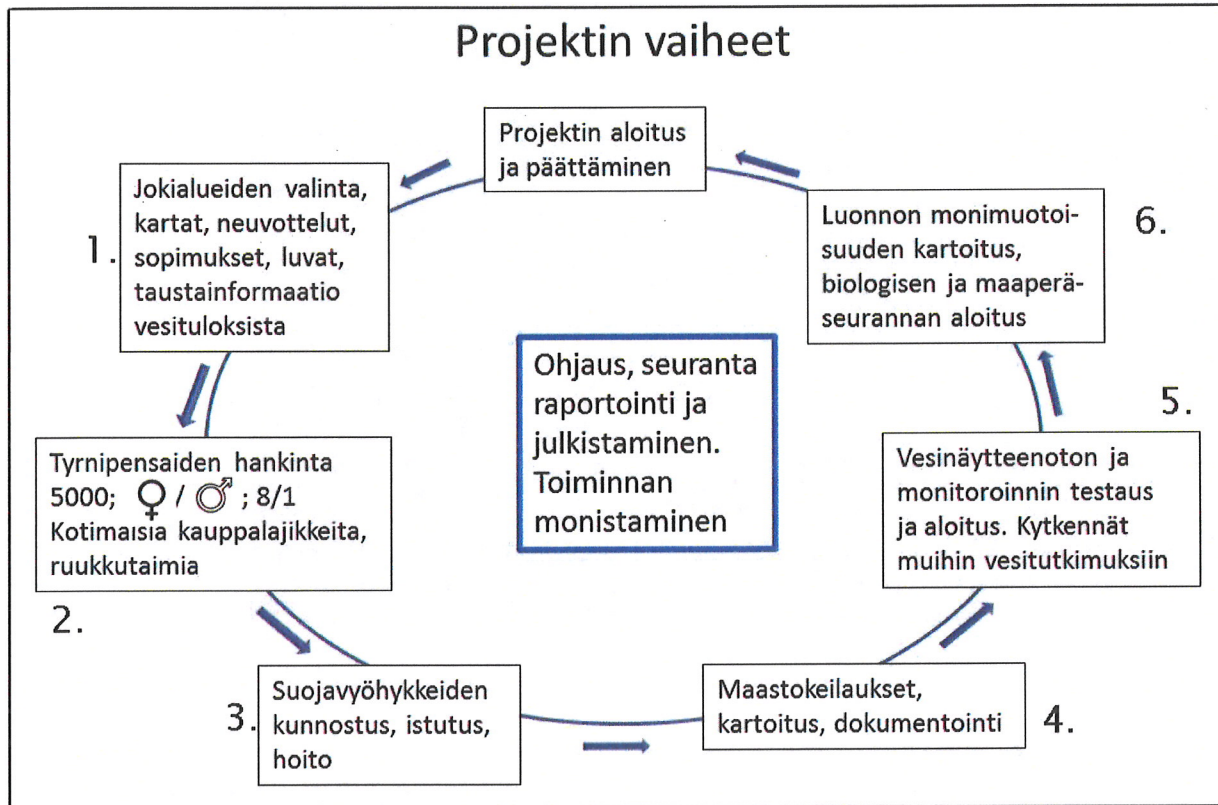 Projektin vaiheet
Projektin aloitus
ja päättäminen
1.
Jokialueiden valinta,
kartat, neuvottelut,
sopimukset, luvat,
taustainformaatio
vesituloksista
Tyrnipensaiden hankinta
5000; ♀ / ♂ ; 8/1
Kotimaisia kauppalajikkeita,
ruukkutaimia
2.
3.
Suojavyöhykkeiden
kunnostus, istutus,
hoito
Maastokeilaukset,
kartoitus, dokumentointi
4.
5.
Vesinäytteenoton ja
monitoroinnin testaus
ja aloitus. Kytkennät
muihin vesitutkimuksiin
6.
Luonnon monimuotoi-
suuden kartoitus,
biologisen ja maaperä-
seurannan aloitus
Ohjaus, seuranta
raportointi ja
julkistaminen.
Toiminnan
monistaminen